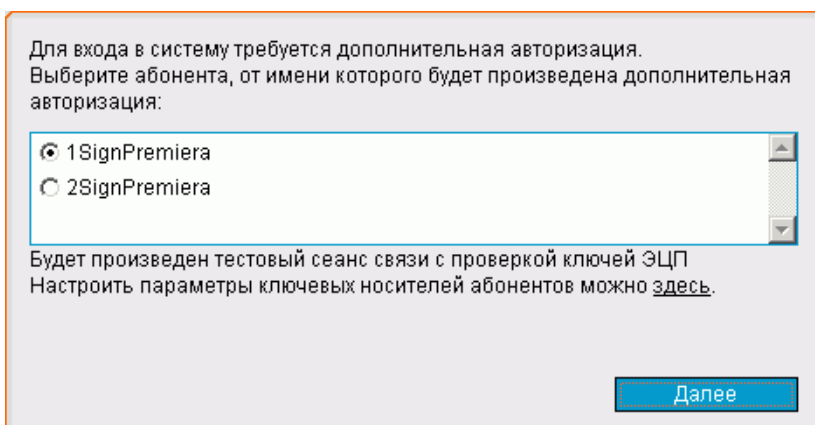 Для входа в систему требуется дополнительная авторизация.
Выберите абонента, от имени которого будет произведена дополнительная
авторизация:
1SignPremiera
2SignPremiera
Будет произведен тестовый сеанс связи с проверкой ключей ЭЦП
Настроить параметры ключевых носителей абонентов можно здесь.
Далее